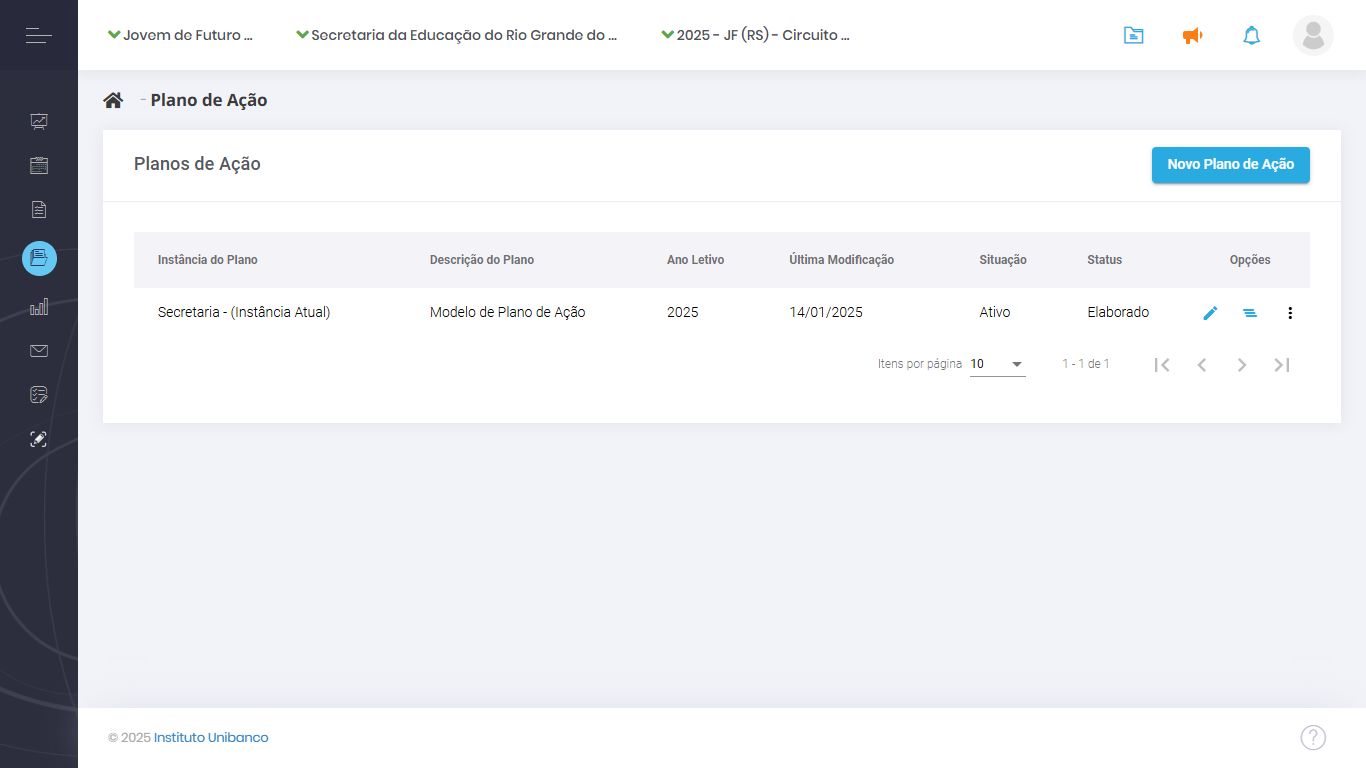 Jovem de Futuro ... Secretaria da Educação do Rio Grande do ... 2025 - JF (RS) - Circuito ...
- Plano de Ação
Planos de Ação Novo Plano de Ação
Instância do Plano Descrição do Plano Ano Letivo Última Modificação Situação Status Opções
Secretaria - (Instância Atual) Modelo de Plano de Ação 2025 14/01/2025 Ativo Elaborado
Itens por página 10 1 - 1 de 1
© 2025 Instituto Unibanco ?